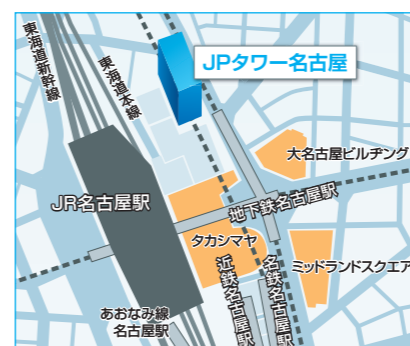 東海道新幹線
東海道本線
JPタワー名古屋
大名古屋ビルヂング
JR名古屋駅
地下鉄名古屋駅
タカシマヤ
ミッドランドスクエア
近鉄名古屋駅
名鉄名古屋駅
あおなみ線
名古屋駅